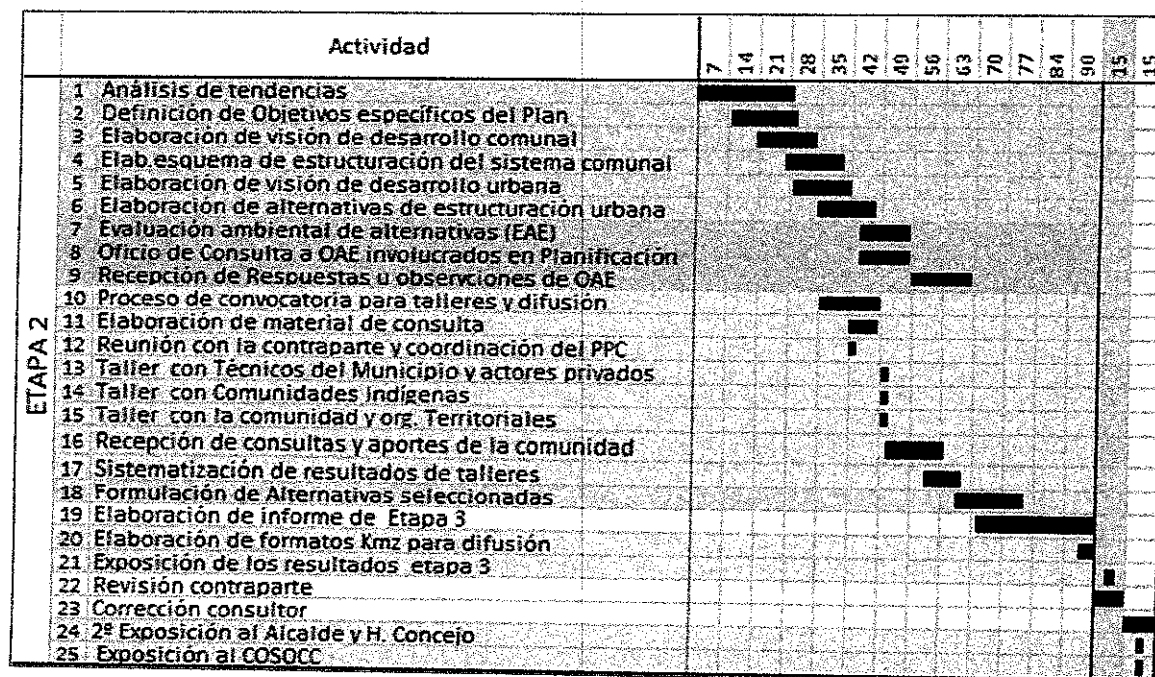 Actividad
7 14 21 28 35 42 49 56 63 70 77 84 90 15 15
ETAPA 2
1 Análisis de tendencias
2 Definición de Objetivos específicos del Plan
3 Elaboración de visión de desarrollo comunal
4 Elab.esquema de estructuración del sistema comunal
5 Elaboración de visión de desarrollo urbana
6 Elaboración de alternativas de estructuración urbana
7 Evaluación ambiental de alternativas (EAE)
8 Oficio de Consulta a OAE involucrados en Planificación
9 Recepción de Respuestas u observciones de OAE
10 Proceso de convocatoria para talleres y difusión
11 Elaboración de material de consulta
12 Reunión con la contraparte y coordinación del PPC
13 Taller con Técnicos del Municipio y actores privados
14 Taller con Comunidades Indígenas
15 Taller con la comunidad y org. Territoriales
16 Recepción de consultas y aportes de la comunidad
17 Sistematización de resultados de talleres
18 Formulación de Alternativas seleccionadas
19 Elaboración de informe de Etapa 3
20 Elaboración de formatos Kmz para difusión
21 Exposición de los resultados etapa 3
22 Revisión contraparte
23 Corrección consultor
24 2ª Exposición al Alcalde y H. Concejo
25 Exposición al COSOCC